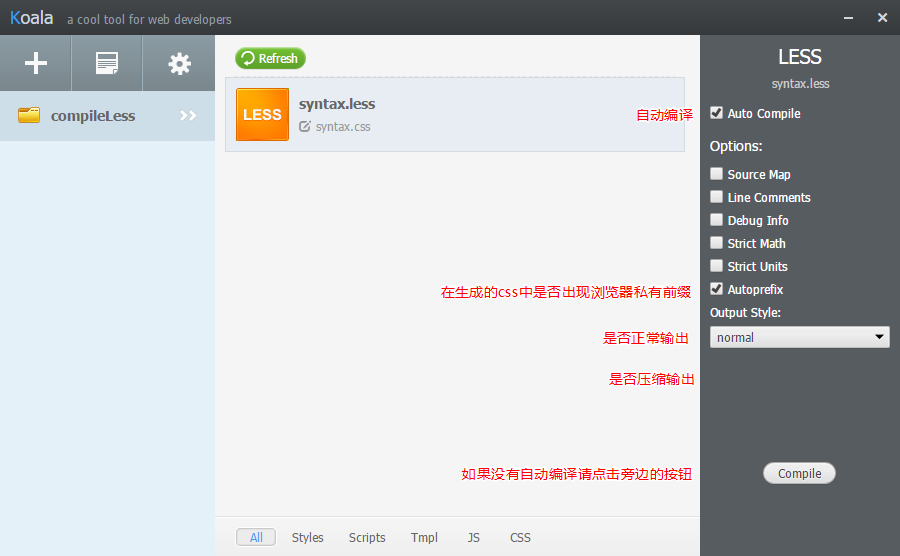 Koala a cool tool for web developers
compileLess
Refresh
LESS
syntax.less
syntax.css
自动编译
在生成的css中是否出现浏览器私有前缀
是否正常输出
是否压缩输出
如果没有自动编译请点击旁边的按钮
All Styles Scripts Tmpl JS CSS
LESS
syntax.less
Auto Compile
Options:
Source Map
Line Comments
Debug Info
Strict Math
Strict Units
Autoprefix
Output Style:
normal
Compile